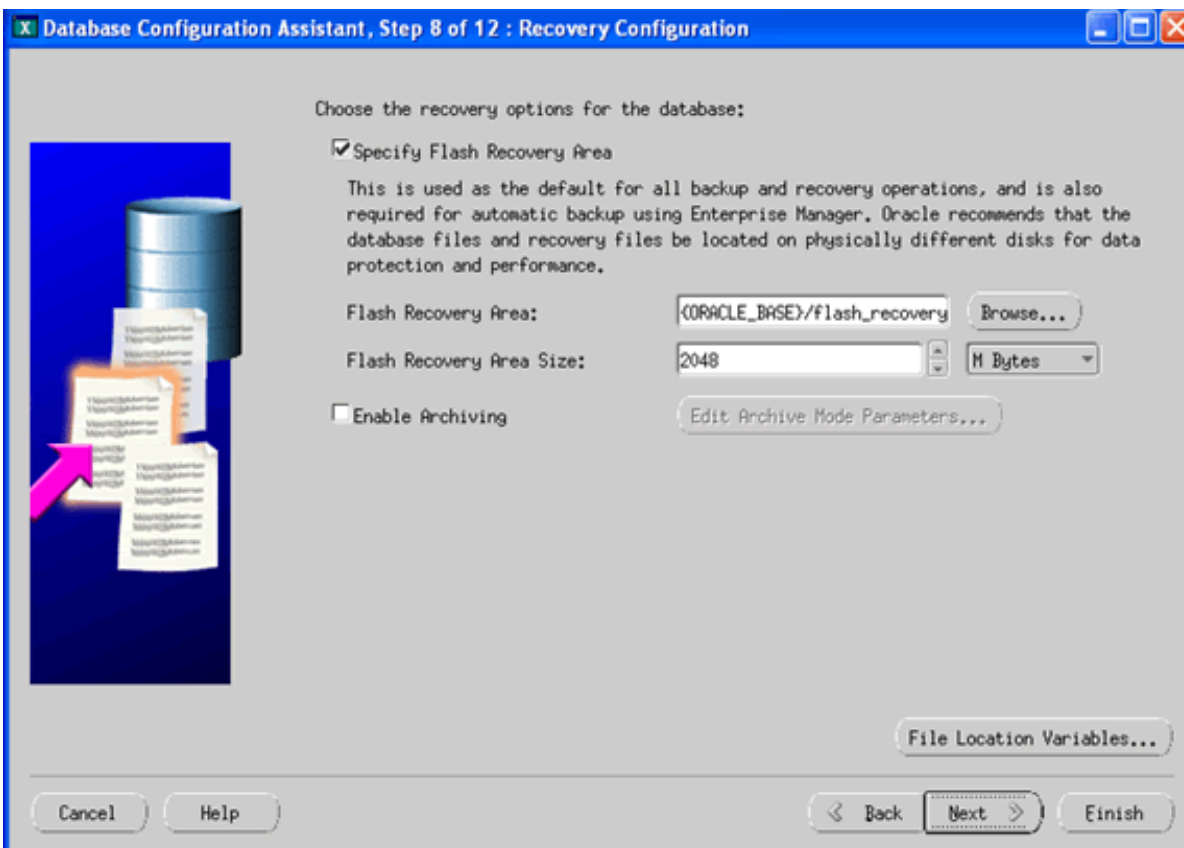 Database Configuration Assistant, Step 8 of 12 : Recovery Configuration
Choose the recovery options for the database:
Specify Flash Recovery Area
This is used as the default for all backup and recovery operations, and is also
required for automatic backup using Enterprise Manager. Oracle recommends that the
database files and recovery files be located on physically different disks for data
protection and performance.
Flash Recovery Area: {ORACLE_BASE}/flash_recovery Browse...
Flash Recovery Area Size: 2048 M Bytes
Enable Archiving Edit Archive Mode Parameters...
File Location Variables...
Cancel Help Back Next Finish